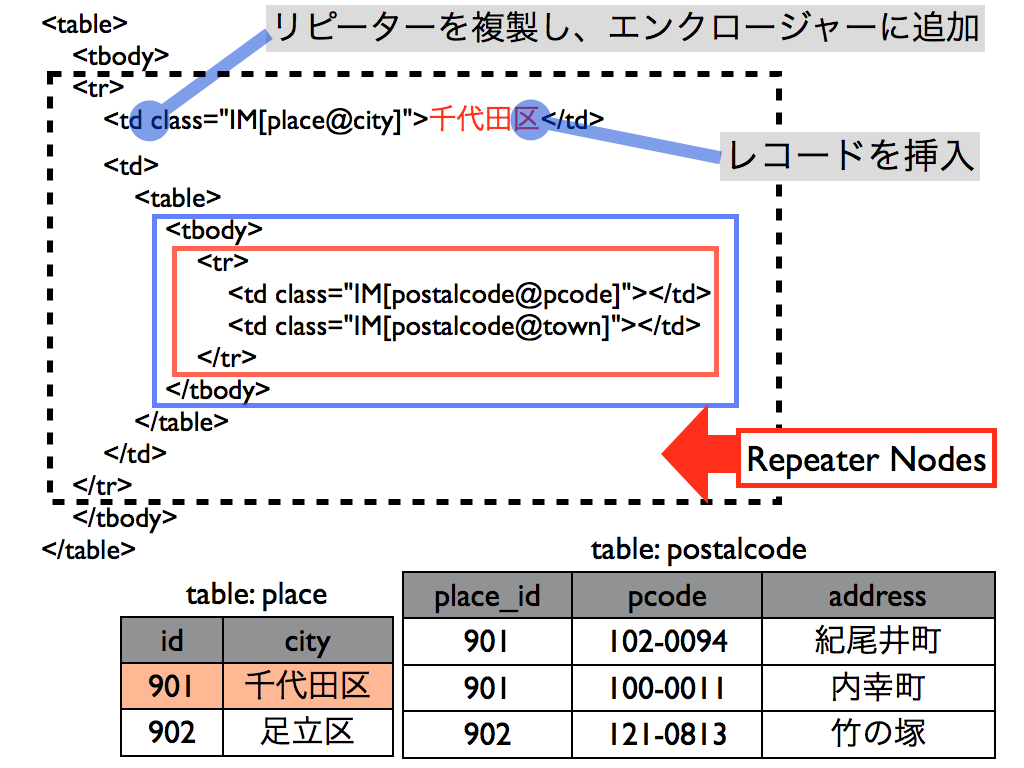 <table>
リピーターを複製し、エンクロージャーに追加
<tbody>
<tr>
<td class="IM[place@city]">千代田区</td>
レコードを挿入
<td>
<table>
<tbody>
<tr>
<td class="IM[postalcode@pcode]"></td>
<td class="IM[postalcode@town]"></td>
</tr>
</tbody>
</table>
</td>
Repeater Nodes
</tr>
</tbody>
</table>
table: place
id city
901 千代田区
902 足立区
table: postalcode
place_id pcode address
901 102-0094 紀尾井町
901 100-0011 内幸町
902 121-0813 竹の塚